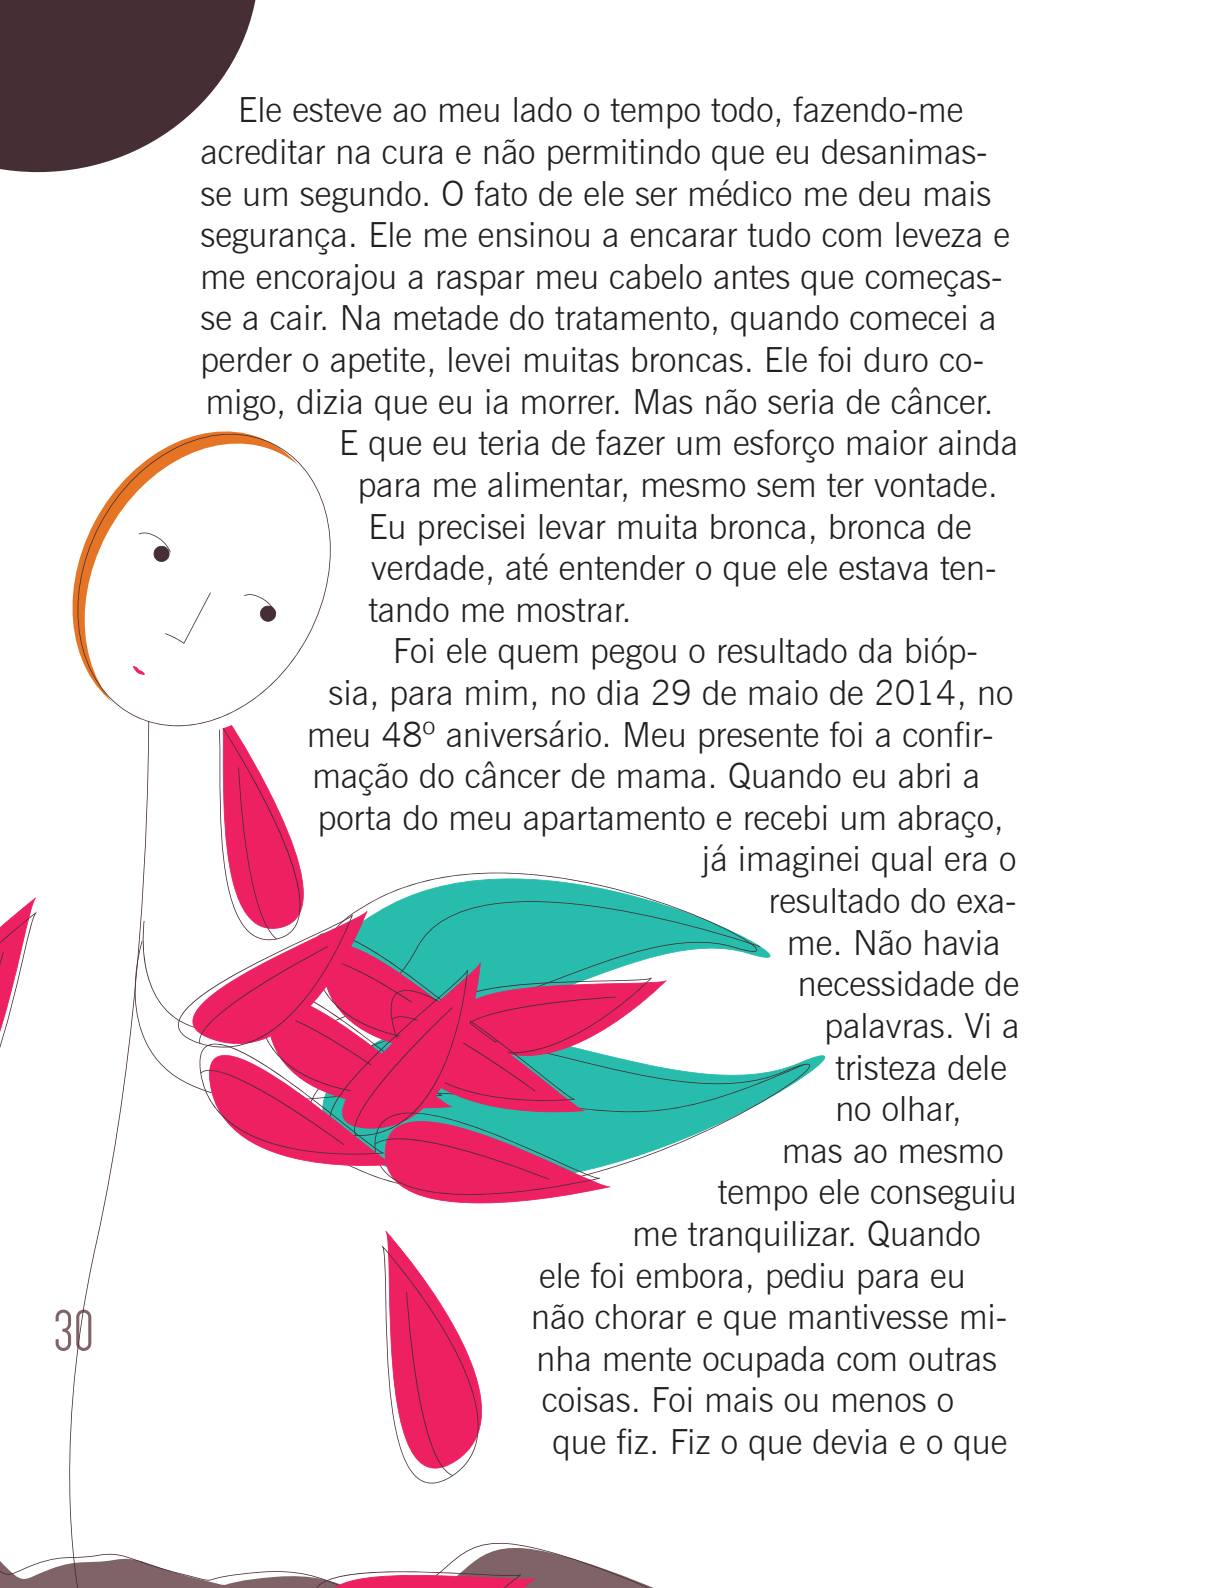 Ele esteve ao meu lado o tempo todo, fazendo-me
acreditar na cura e não permitindo que eu desanimas-
se um segundo. O fato de ele ser médico me deu mais
segurança. Ele me ensinou a encarar tudo com leveza e
me encorajou a raspar meu cabelo antes que começas-
se a cair. Na metade do tratamento, quando comecei a
perder o apetite, levei muitas broncas. Ele foi duro co-
migo, dizia que eu ia morrer. Mas não seria de câncer.
E que eu teria de fazer um esforço maior ainda
para me alimentar, mesmo sem ter vontade.
Eu precisei levar muita bronca, bronca de
verdade, até entender o que ele estava ten-
tando me mostrar.
Foi ele quem pegou o resultado da bióp-
sia, para mim, no dia 29 de maio de 2014, no
meu 48º aniversário. Meu presente foi a confir-
mação do câncer de mama. Quando eu abri a
porta do meu apartamento e recebi um abraço,
já imaginei qual era o
resultado do exa-
me. Não havia
necessidade de
palavras. Vi a
tristeza dele
no olhar,
mas ao mesmo
tempo ele conseguiu
me tranquilizar. Quando
ele foi embora, pediu para eu
não chorar e que mantivesse mi-
nha mente ocupada com outras
coisas. Foi mais ou menos o
que fiz. Fiz o que devia e o que
30